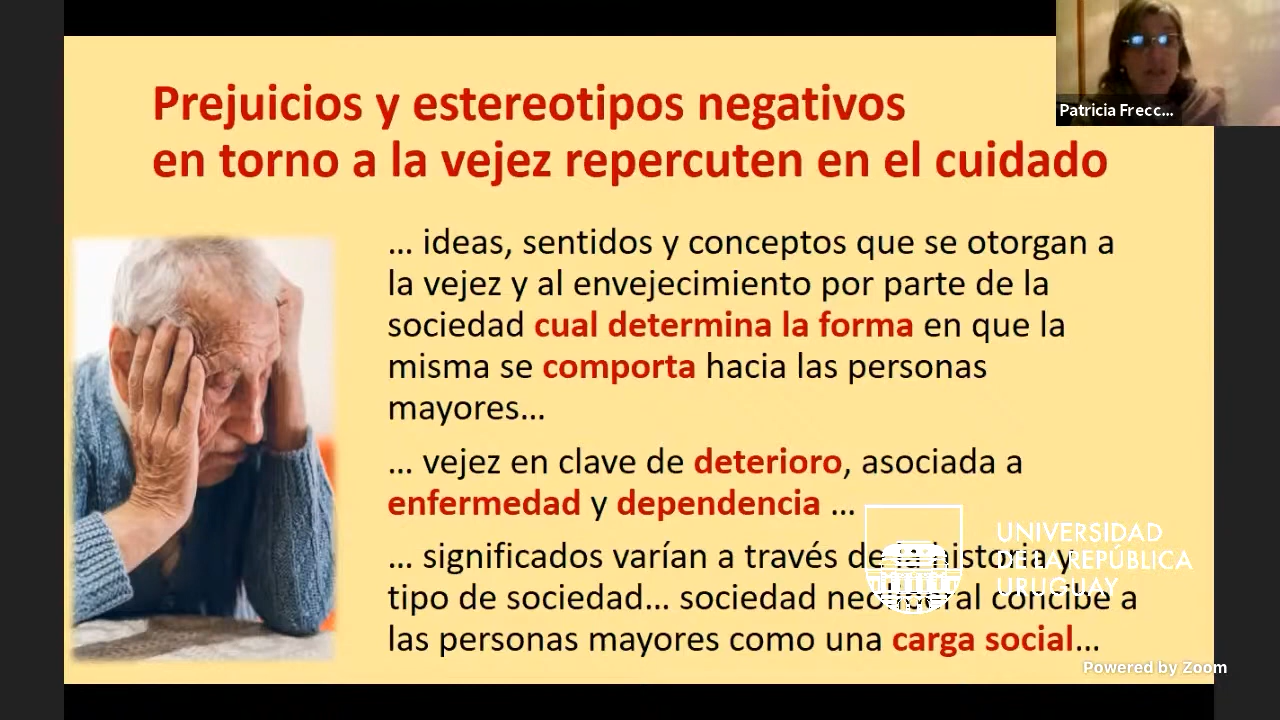 Prejuicios y estereotipos negativos
en torno a la vejez repercuten en el cuidado
Patricia Frecc...
... ideas, sentidos y conceptos que se otorgan a
la vejez y al envejecimiento por parte de la
sociedad cual determina la forma en que la
misma se comporta hacia las personas
mayores...
... vejez en clave de deterioro, asociada a
enfermedad y dependencia ...
... significados varían a través de la historia y
tipo de sociedad... sociedad neoliberal concibe a
las personas mayores como una carga social...
UNIVERSIDAD
DE LA REPÚBLICA
URUGUAY
Powered by Zoom